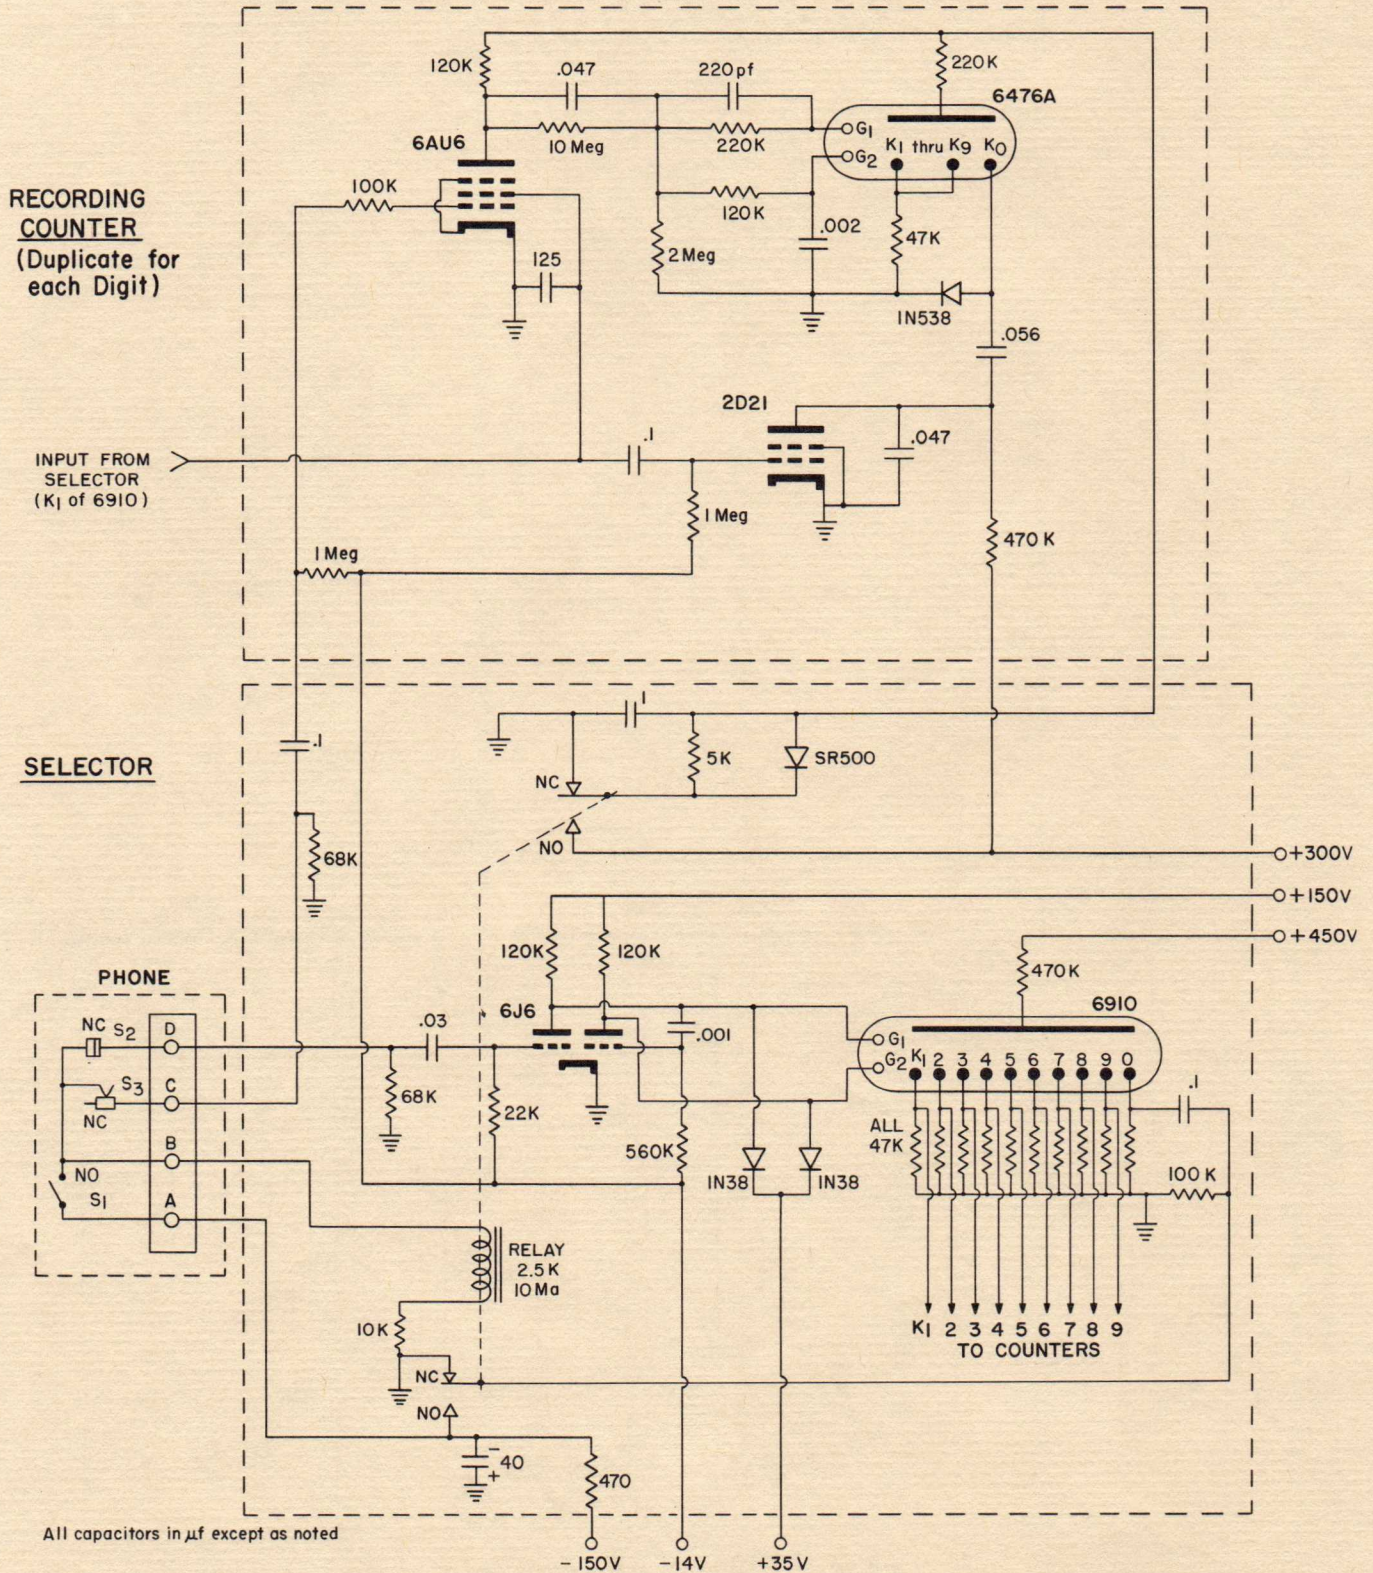 120K
.047
220pf
220K
6476A
6AU6
10 Meg
220K
G1
G2
K1 thru K9 K0
RECORDING
COUNTER
(Duplicate for
each Digit)
100K
120K
.002
47K
2 Meg
125
1N538
.056
2D21
.1
.047
INPUT FROM
SELECTOR
(K1 of 6910)
1 Meg
1 Meg
470 K
SELECTOR
.1
1
5K
SR500
NC
NO
68K
+300V
+150V
+450V
120K
120K
470K
PHONE
6J6
6910
NC S2
D
.03
.001
G1
G2
K1 2 3 4 5 6 7 8 9 0
S3
C
NC
68K
22K
.1
ALL
47K
B
560K
1N38
1N38
100 K
NO
S1
A
RELAY
2.5K
10 Ma
10K
K1 2 3 4 5 6 7 8 9
TO COUNTERS
NC
NO
-
40
+
470
All capacitors in µf except as noted
-150V
-14V
+35V